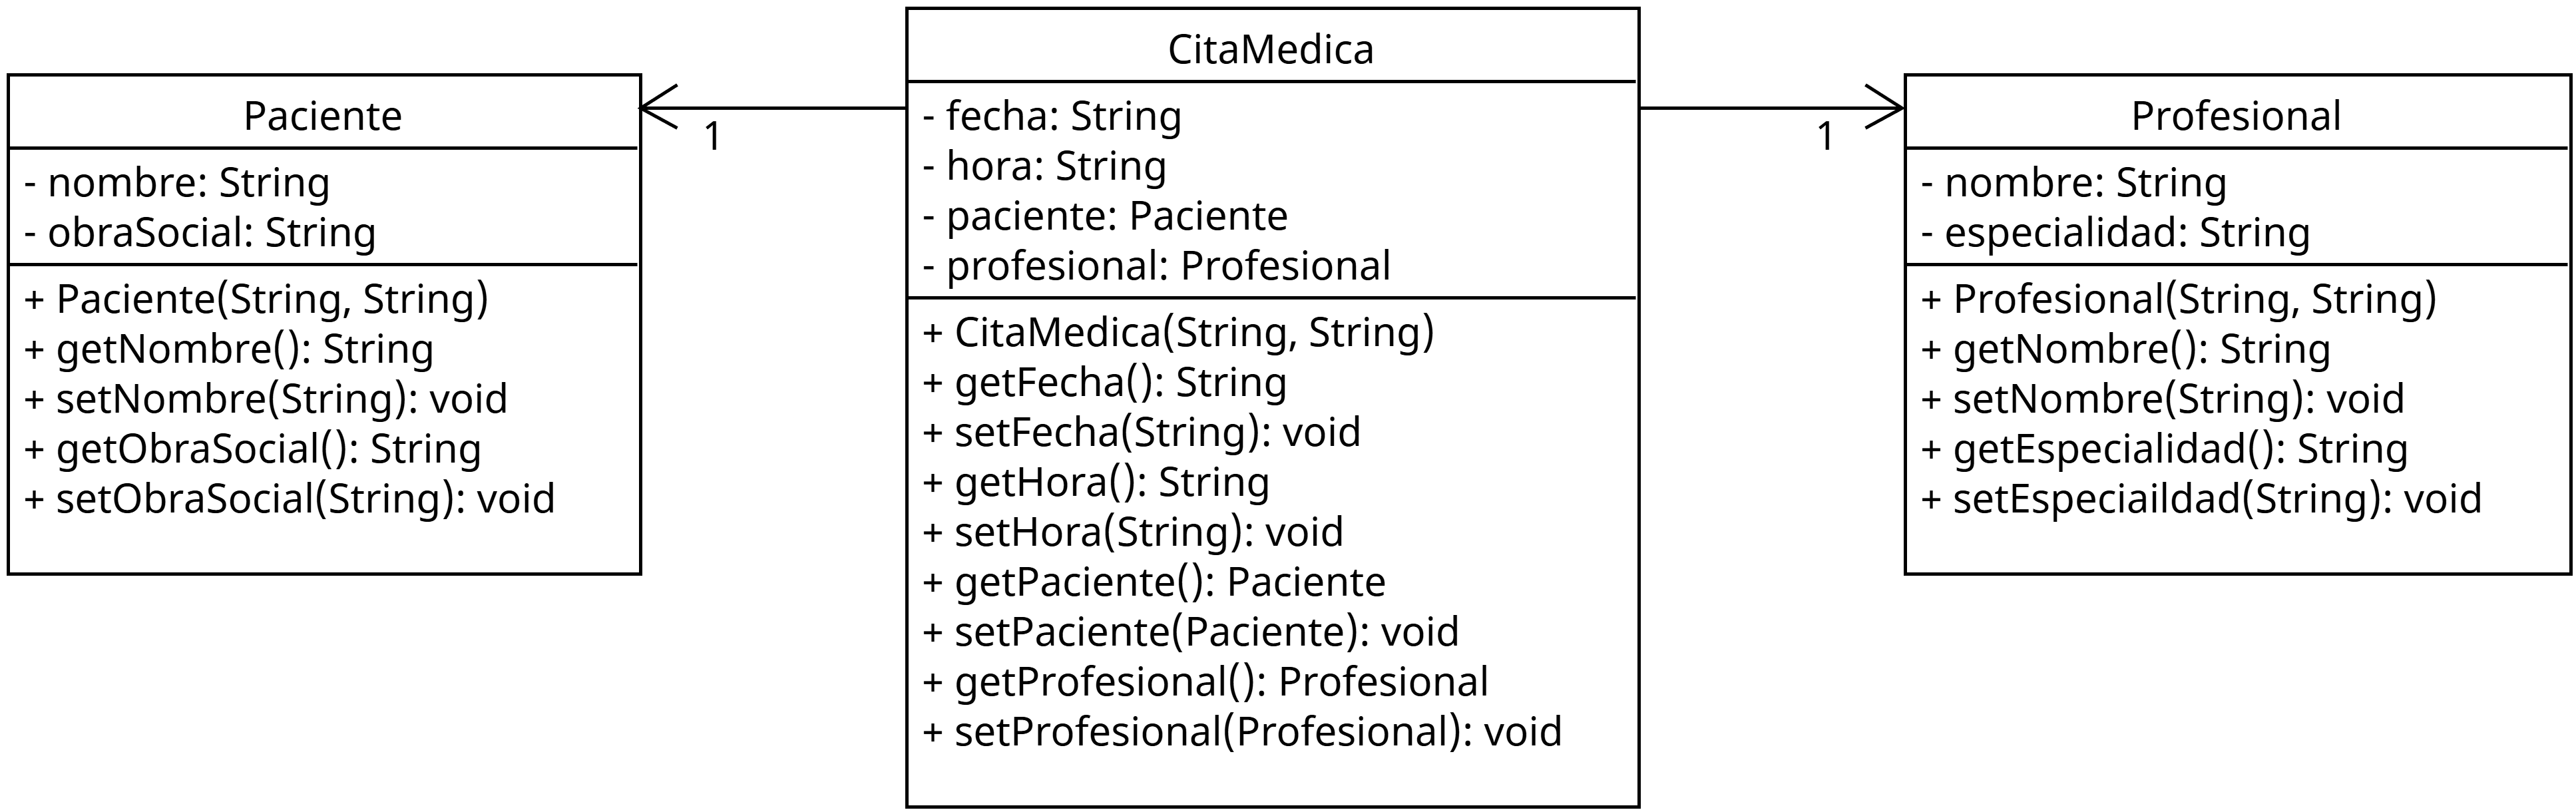 Paciente
- nombre: String
- obraSocial: String
+ Paciente(String, String)
+ getNombre(): String
+ setNombre(String): void
+ getObraSocial(): String
+ setObraSocial(String): void
1
CitaMedica
- fecha: String
- hora: String
- paciente: Paciente
- profesional: Profesional
+ CitaMedica(String, String)
+ getFecha(): String
+ setFecha(String): void
+ getHora(): String
+ setHora(String): void
+ getPaciente(): Paciente
+ setPaciente(Paciente): void
+ getProfesional(): Profesional
+ setProfesional(Profesional): void
1
Profesional
- nombre: String
- especialidad: String
+ Profesional(String, String)
+ getNombre(): String
+ setNombre(String): void
+ getEspecialidad(): String
+ setEspeciaildad(String): void